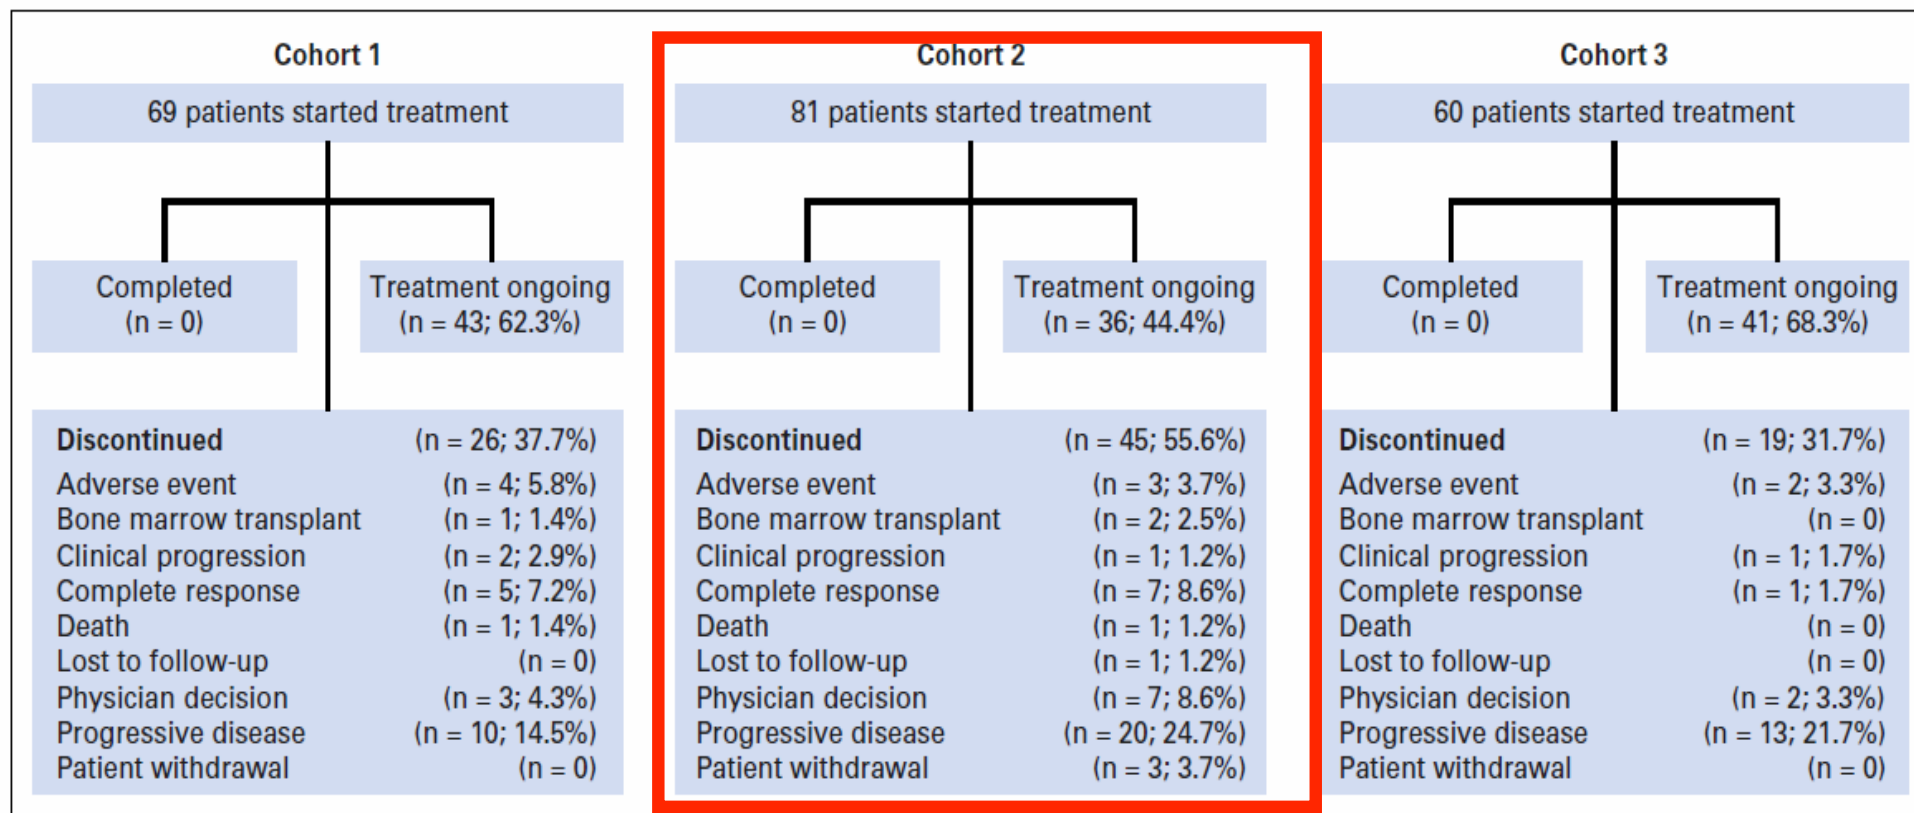 Cohort 1
69 patients started treatment
Completed
(n = 0)
Treatment ongoing
(n = 43; 62.3%)
Discontinued (n = 26; 37.7%)
Adverse event (n = 4; 5.8%)
Bone marrow transplant (n = 1; 1.4%)
Clinical progression (n = 2; 2.9%)
Complete response (n = 5; 7.2%)
Death (n = 1; 1.4%)
Lost to follow-up (n = 0)
Physician decision (n = 3; 4.3%)
Progressive disease (n = 10; 14.5%)
Patient withdrawal (n = 0)
Cohort 2
81 patients started treatment
Completed
(n = 0)
Treatment ongoing
(n = 36; 44.4%)
Discontinued (n = 45; 55.6%)
Adverse event (n = 3; 3.7%)
Bone marrow transplant (n = 2; 2.5%)
Clinical progression (n = 1; 1.2%)
Complete response (n = 7; 8.6%)
Death (n = 1; 1.2%)
Lost to follow-up (n = 1; 1.2%)
Physician decision (n = 7; 8.6%)
Progressive disease (n = 20; 24.7%)
Patient withdrawal (n = 3; 3.7%)
Cohort 3
60 patients started treatment
Completed
(n = 0)
Treatment ongoing
(n = 41; 68.3%)
Discontinued (n = 19; 31.7%)
Adverse event (n = 2; 3.3%)
Bone marrow transplant (n = 0)
Clinical progression (n = 1; 1.7%)
Complete response (n = 1; 1.7%)
Death (n = 0)
Lost to follow-up (n = 0)
Physician decision (n = 2; 3.3%)
Progressive disease (n = 13; 21.7%)
Patient withdrawal (n = 0)